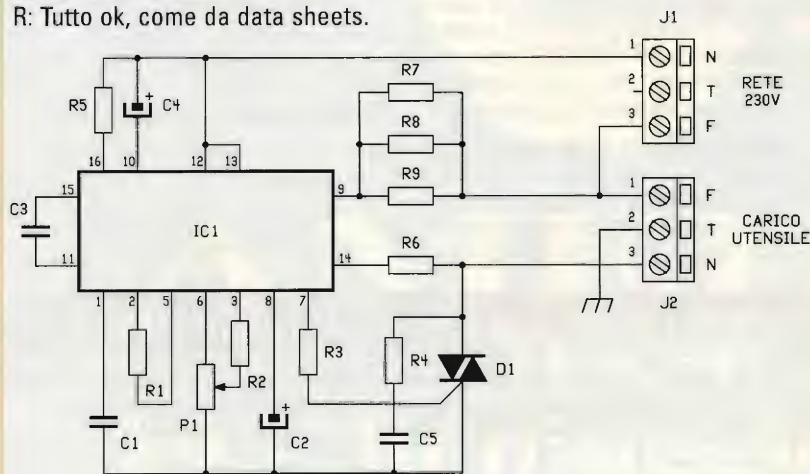 R: Tutto ok, come da data sheets.
J1
1 N
2 T
3 F
RETE
230V
R7
R8
R9
R5
+
C4
16 10 12 13
15
9
C3
IC1
11
14
R6
1 F
2 T
3 N
CARICO
UTENSILE
J2
1 2 5 6 3 8 7
R1
R2
R3
R4
D1
P1
+
C1
C2
C5